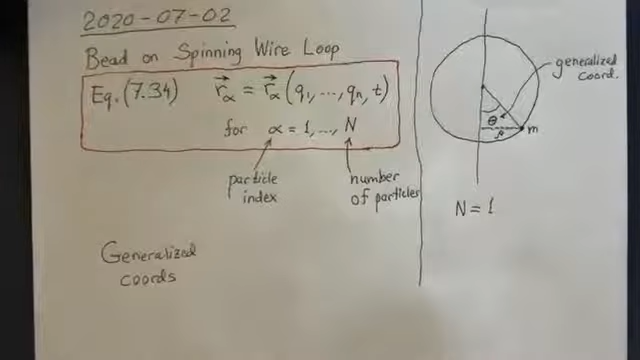 2020-07-02
Bead on Spinning Wire Loop
Eq. (7.34) r⃗α = r⃗α (q1, ..., qn, t)
for α = 1, ..., N
particle index
number of particles
Generalized coords
generalized coord.
θ
ρ
m
N = 1